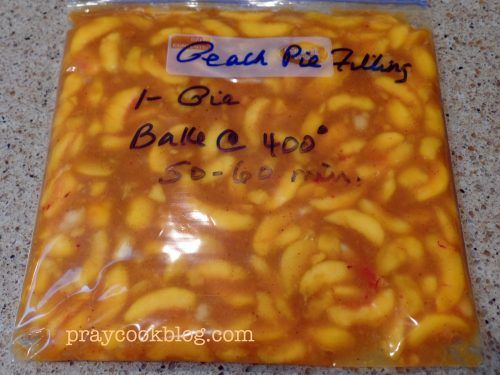 Peach Pie Filling
1- Pie
Bake @ 400°
50-60 min.
praycookblog.com